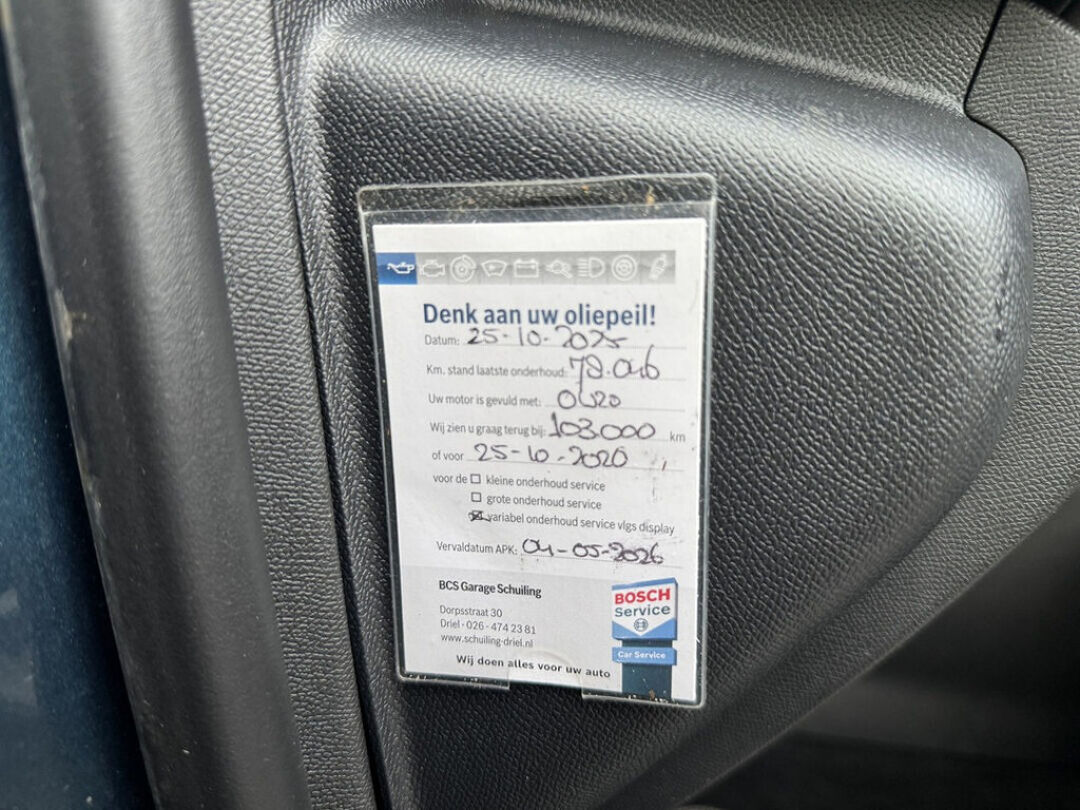 Denk aan uw oliepeil!
Datum: 25-10-2025
Km. stand laatste onderhoud: 78.046
Uw motor is gevuld met: 0W20
Wij zien u graag terug bij: 103.000 km
of voor 25-10-2020
voor de kleine onderhoud service
grote onderhoud service
variabel onderhoud service vlgs display
Vervaldatum APK: 04-05-2026
BCS Garage Schuiling
Dorpsstraat 30
Driel · 026 - 474 23 81
www.schuiling-driel.nl
Wij doen alles voor uw auto
BOSCH
Service
Car Service